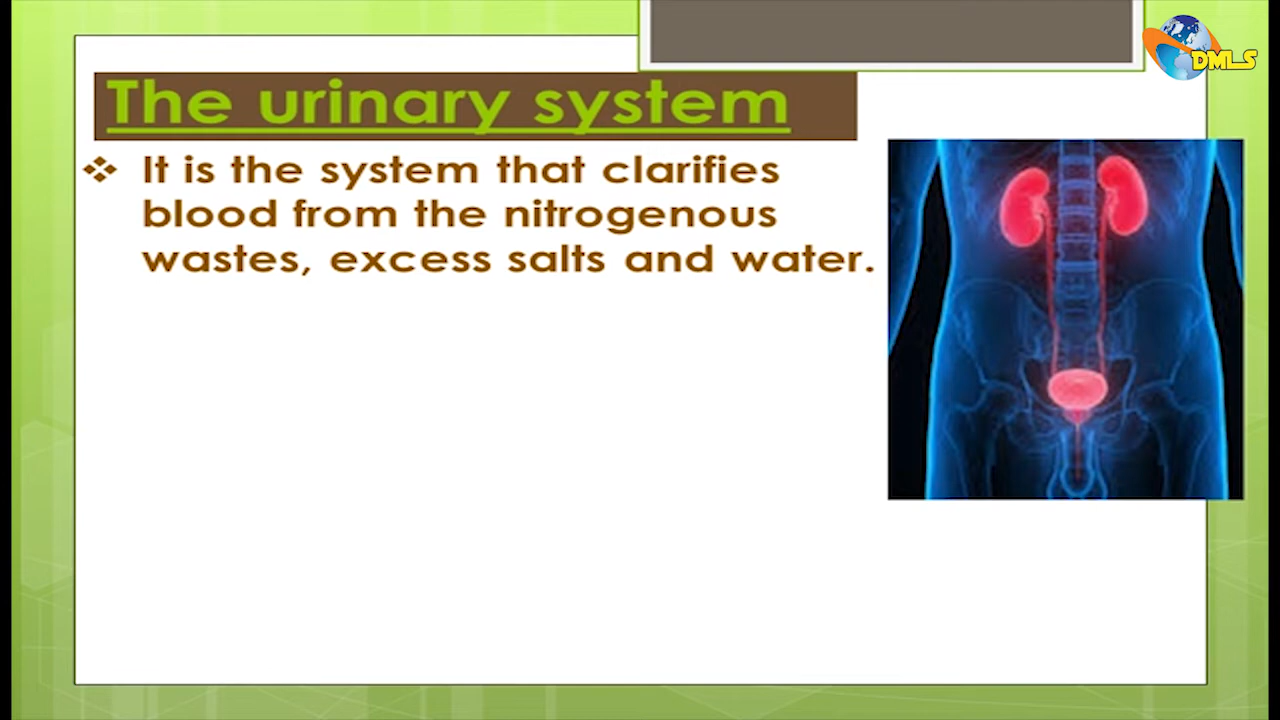 DMLS
The urinary system
It is the system that clarifies
blood from the nitrogenous
wastes, excess salts and water.